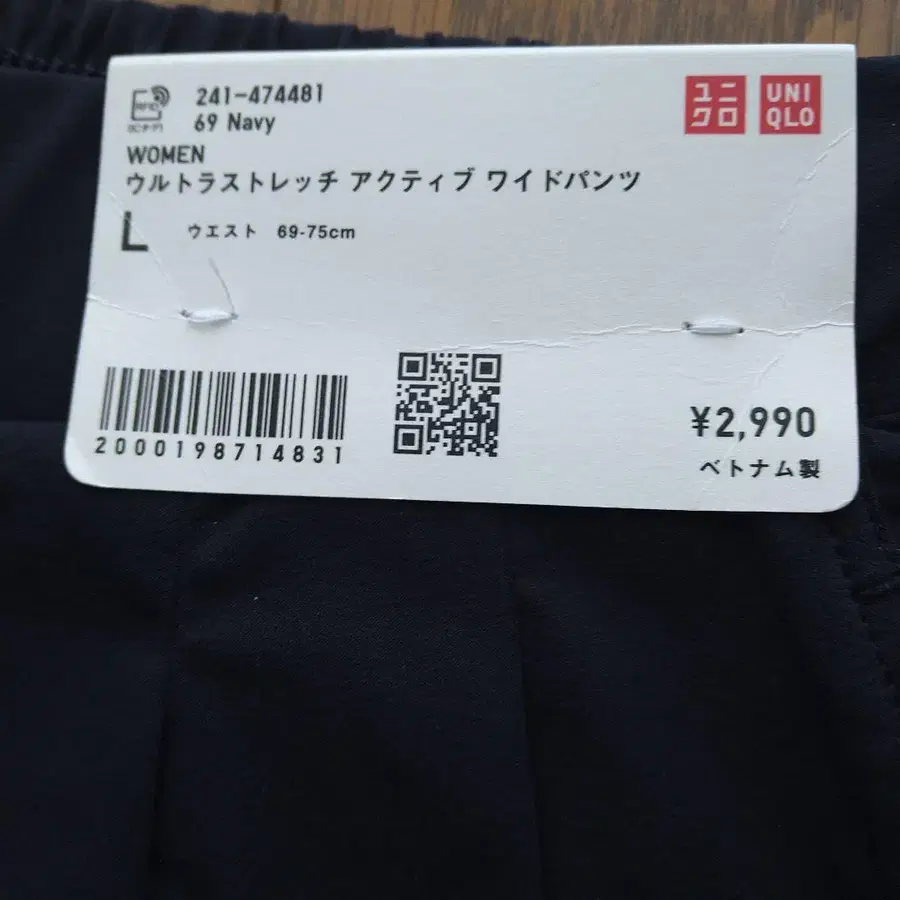 RFID
241-474481
69 Navy
ユニクロ
UNIQLO
WOMEN
ウルトラストレッチ アクティブ ワイドパンツ
L ウエスト 69-75cm
2000198714831
¥2,990
ベトナム製